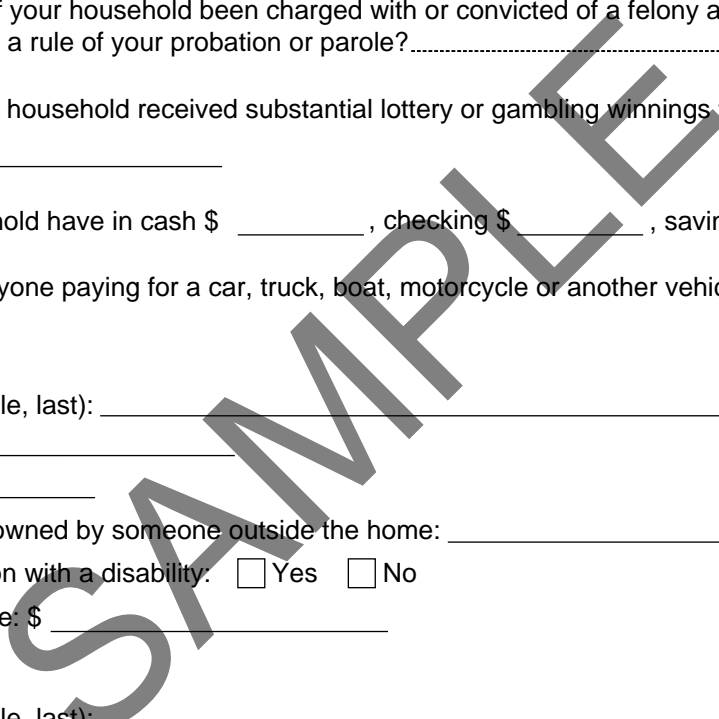 f your household been charged with or convicted of a felony a
a rule of your probation or parole?
household received substantial lottery or gambling winnings
hold have in cash $ ________ , checking $ ________ , savin
yone paying for a car, truck, boat, motorcycle or another vehic
le, last):
owned by someone outside the home:
on with a disability: Yes No
e: $
le, last):
SAMPLE